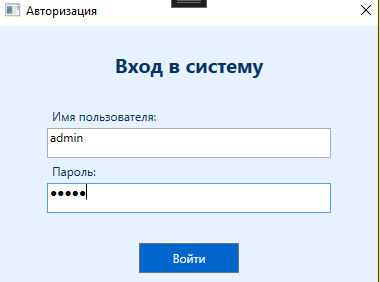 Авторизация
Вход в систему
Имя пользователя:
admin
Пароль:
●●●●●
Войти